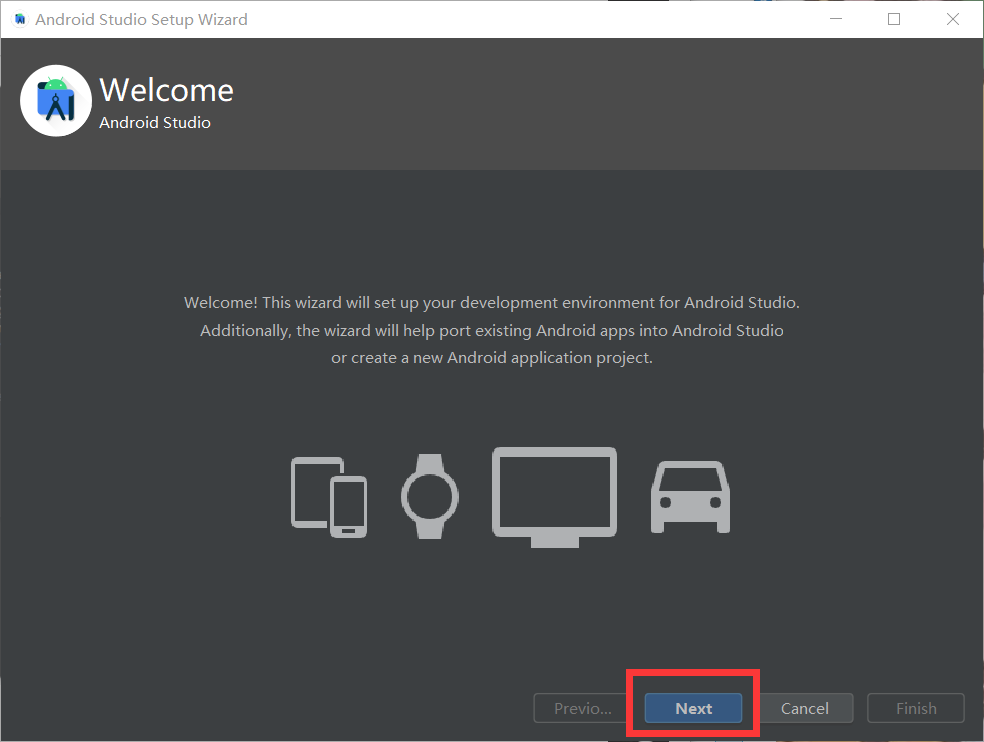 Android Studio Setup Wizard
Welcome
Android Studio
Welcome! This wizard will set up your development environment for Android Studio.
Additionally, the wizard will help port existing Android apps into Android Studio
or create a new Android application project.
Previo... Next Cancel Finish